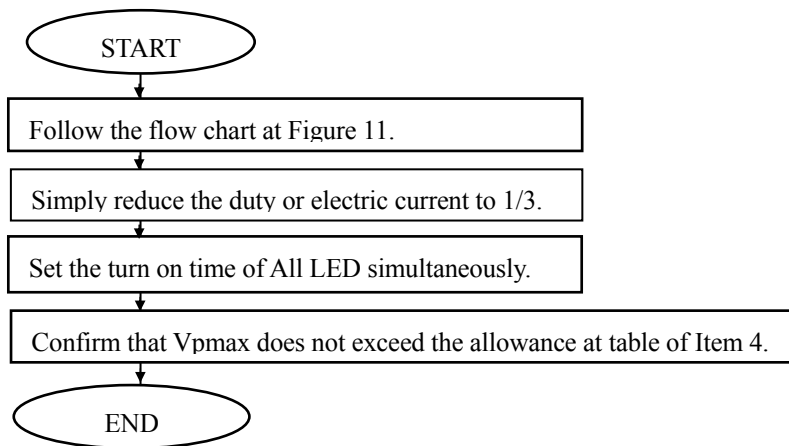 START
Follow the flow chart at Figure 11.
Simply reduce the duty or electric current to 1/3.
Set the turn on time of All LED simultaneously.
Confirm that Vpmax does not exceed the allowance at table of Item 4.
END